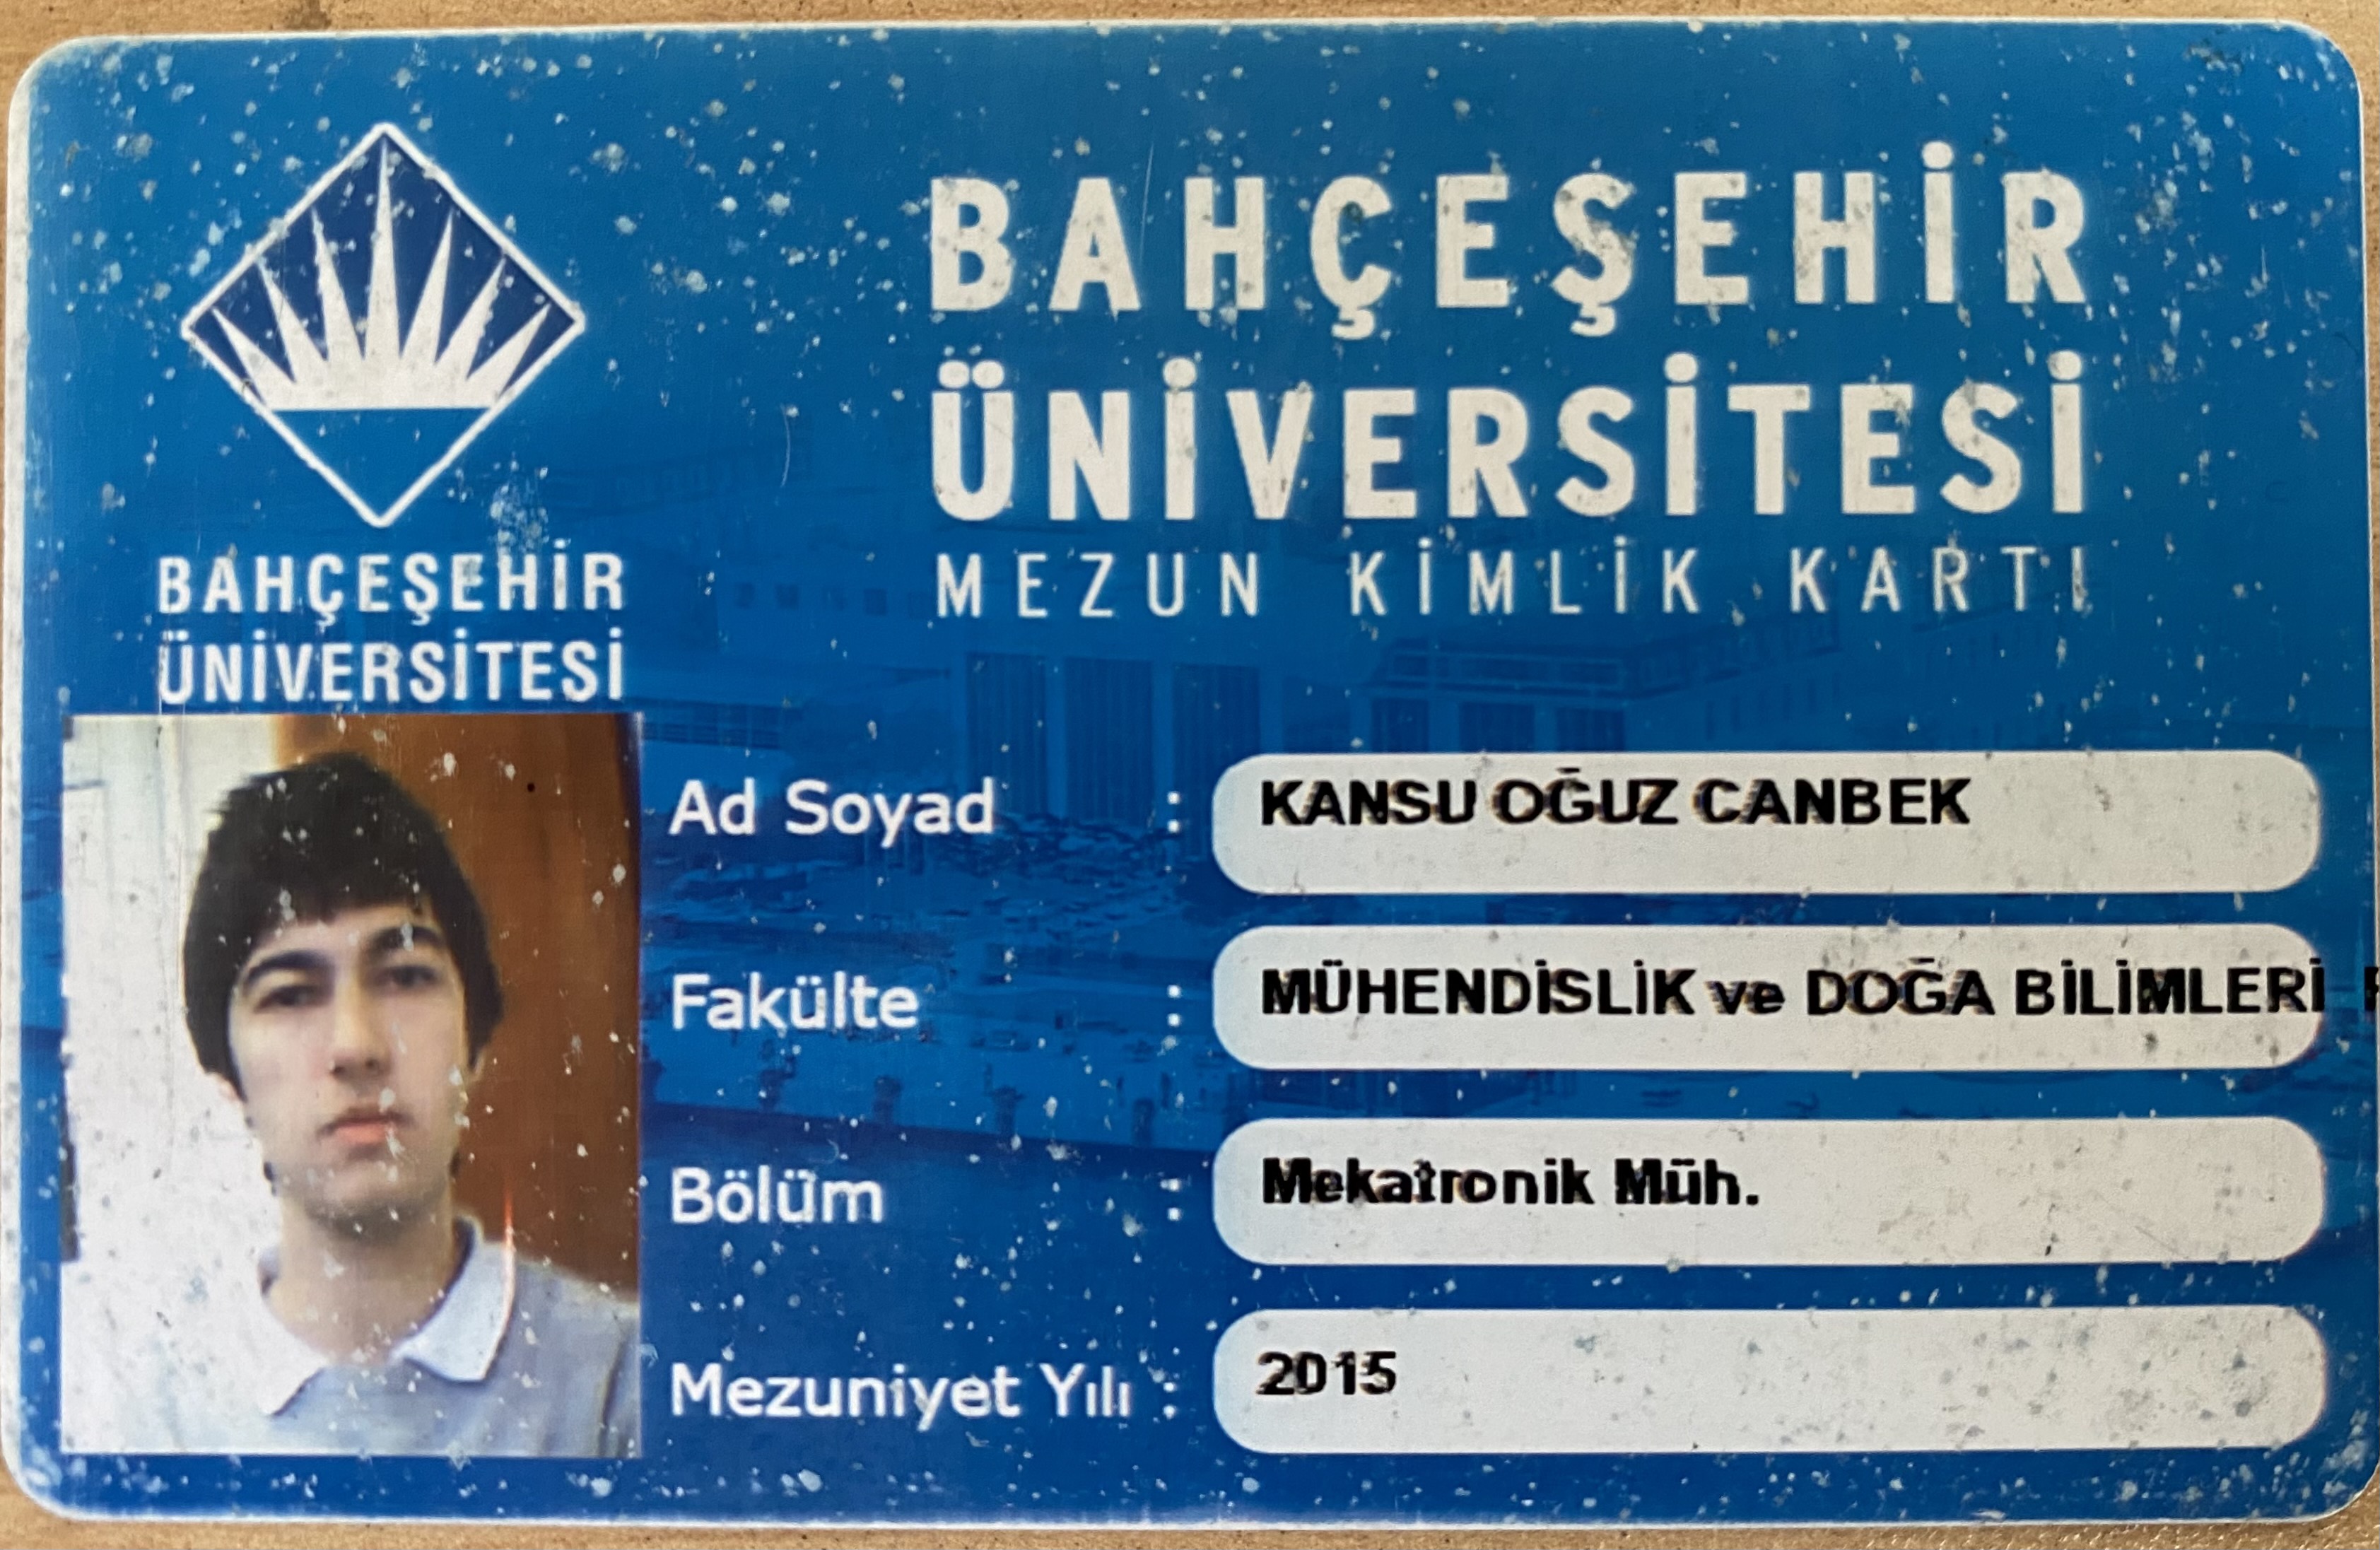 BAHÇEŞEHİR
ÜNİVERSİTESİ
MEZUN KİMLİK KARTI
BAHÇEŞEHİR
ÜNİVERSİTESİ
Ad Soyad : KANSU OĞUZ CANBEK
Fakülte : MÜHENDİSLİK ve DOĞA BİLİMLERİ
Bölüm : Mekatronik Müh.
Mezuniyet Yılı : 2015